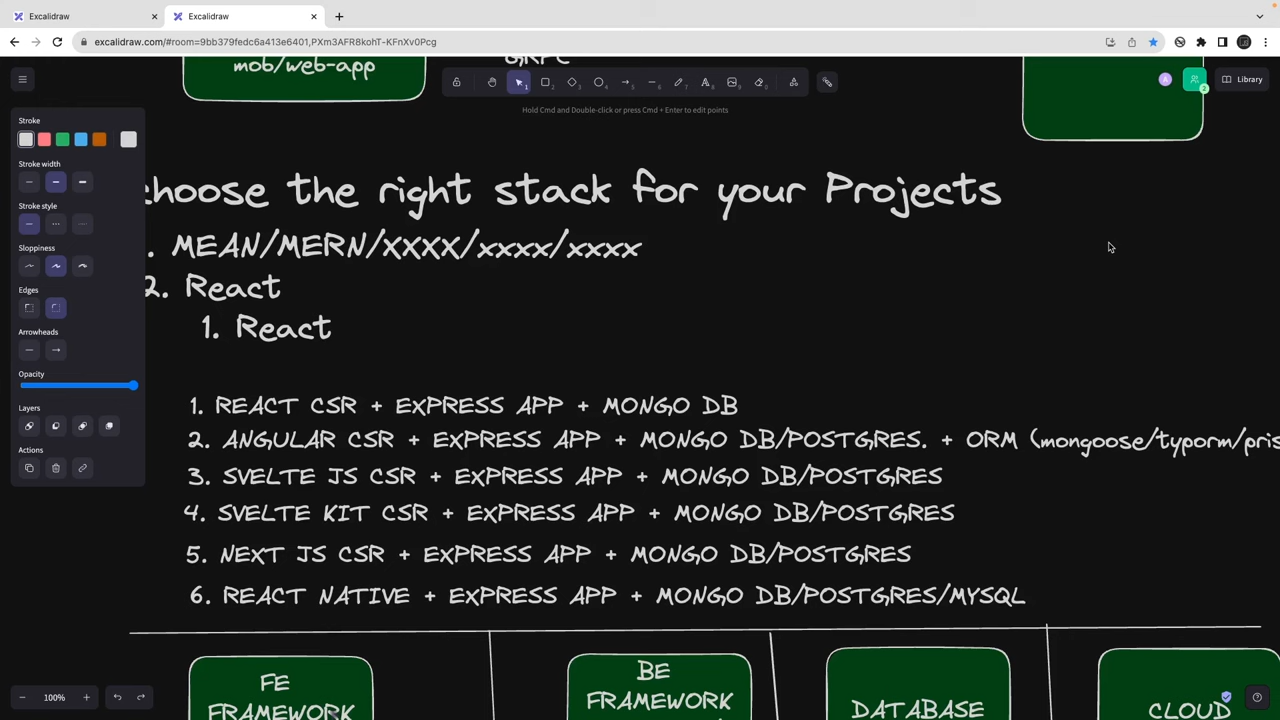 Excalidraw
Excalidraw
excalidraw.com/#room=9bb379fedc6a413e6401,PXm3AFR8kohT-KFnXv0Pcg
mob/web-app
GRPC
Library
Hold Cmd and Double-click or press Cmd + Enter to edit points
Stroke
Stroke width
Stroke style
Sloppiness
Edges
Arrowheads
Opacity
Layers
Actions
choose the right stack for your Projects
. MEAN/MERN/XXXX/xxxx/xxxx
2. React
1. React
1. REACT CSR + EXPRESS APP + MONGO DB
2. ANGULAR CSR + EXPRESS APP + MONGO DB/POSTGRES. + ORM (mongoose/typorm/pris
3. SVELTE JS CSR + EXPRESS APP + MONGO DB/POSTGRES
4. SVELTE KIT CSR + EXPRESS APP + MONGO DB/POSTGRES
5. NEXT JS CSR + EXPRESS APP + MONGO DB/POSTGRES
6. REACT NATIVE + EXPRESS APP + MONGO DB/POSTGRES/MYSQL
FE
FRAMEWORK
BE
FRAMEWORK
DATABASE
CLOUD
100%